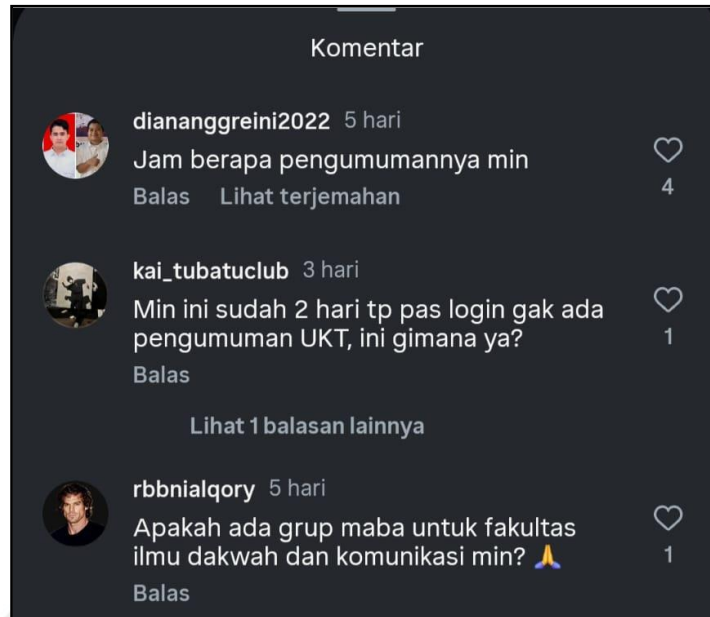 Komentar
diananggreini2022 5 hari
Jam berapa pengumumannya min
4
Balas Lihat terjemahan
kai_tubatuclub 3 hari
Min ini sudah 2 hari tp pas login gak ada
pengumuman UKT, ini gimana ya?
1
Balas
Lihat 1 balasan lainnya
rbbnialqory 5 hari
Apakah ada grup maba untuk fakultas
ilmu dakwah dan komunikasi min? 🙏
1
Balas